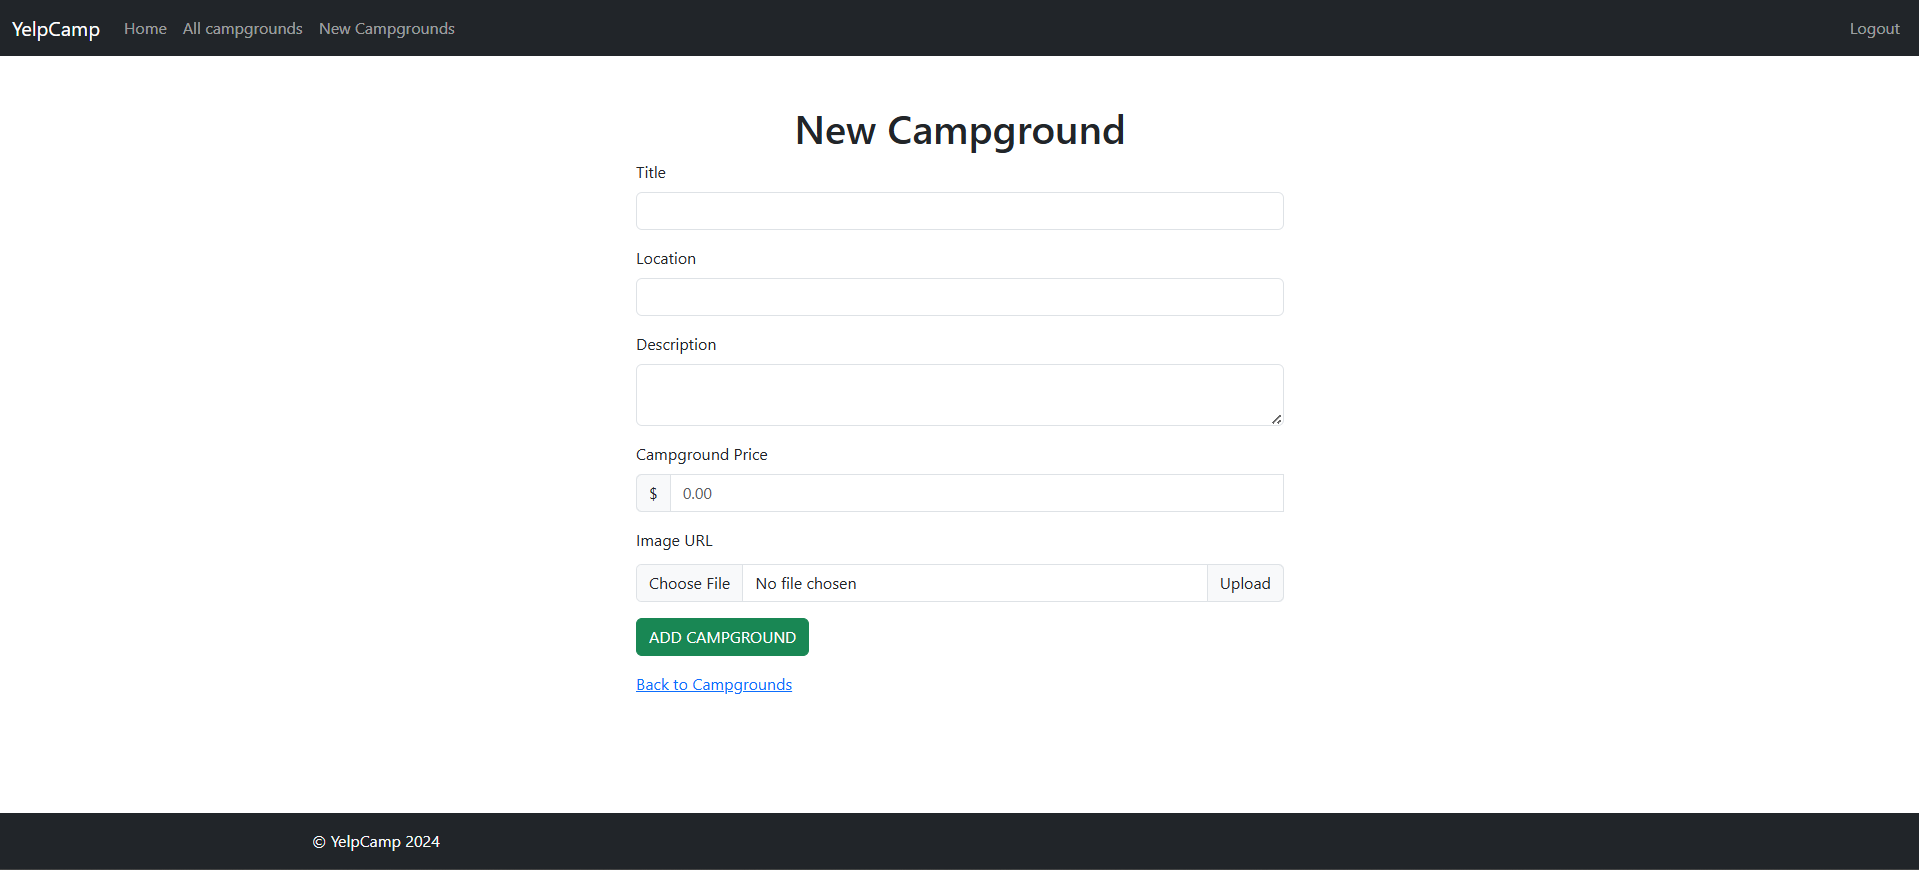 YelpCamp Home All campgrounds New Campgrounds Logout
New Campground
Title
Location
Description
Campground Price
$ 0.00
Image URL
Choose File No file chosen Upload
ADD CAMPGROUND
Back to Campgrounds
© YelpCamp 2024